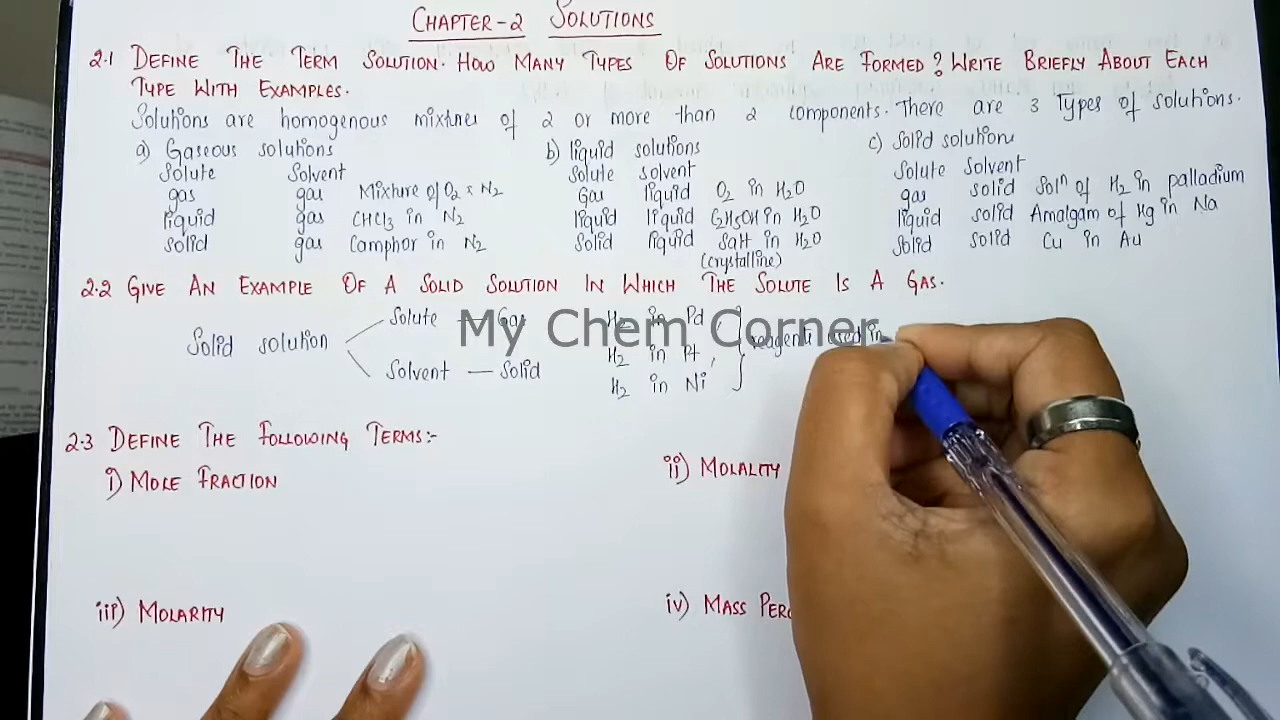 CHAPTER-2 SOLUTIONS
2.1 DEFINE THE TERM SOLUTION. HOW MANY TYPES OF SOLUTIONS ARE FORMED? WRITE BRIEFLY ABOUT EACH
TYPE WITH EXAMPLES.
Solutions are homogenous mixtures of 2 or more than 2 components. There are 3 Types of solutions.
a) Gaseous solutions
Solute Solvent
gas gas Mixture of O2 & N2
liquid gas CHCl3 in N2
solid gas Camphor in N2
b) liquid solutions
Solute solvent
Gas liquid O2 in H2O
liquid liquid C2H5OH in H2O
Solid liquid Salt in H2O
(crystalline)
c) Solid solutions
Solute Solvent
gas solid Solⁿ of H2 in palladium
liquid solid Amalgam of Hg in Na
Solid solid Cu in Au
2.2 GIVE AN EXAMPLE OF A SOLID SOLUTION IN WHICH THE SOLUTE IS A GAS.
Solid solution
Solute — Gas
Solvent — Solid
H2 in Pd,
H2 in Pt,
H2 in Ni
reagents used in
My Chem Corner
2.3 DEFINE THE FOLLOWING TERMS:-
i) MOLE FRACTION
ii) MOLALITY
iii) MOLARITY
iv) MASS